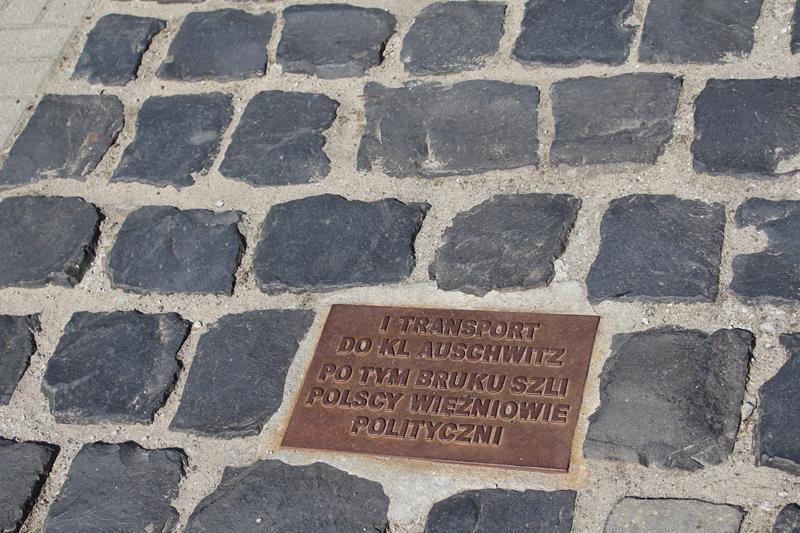 I TRANSPORT
DO KL AUSCHWITZ
PO TYM BRUKU SZLI
POLSCY WIĘŹNIOWIE
POLITYCZNI